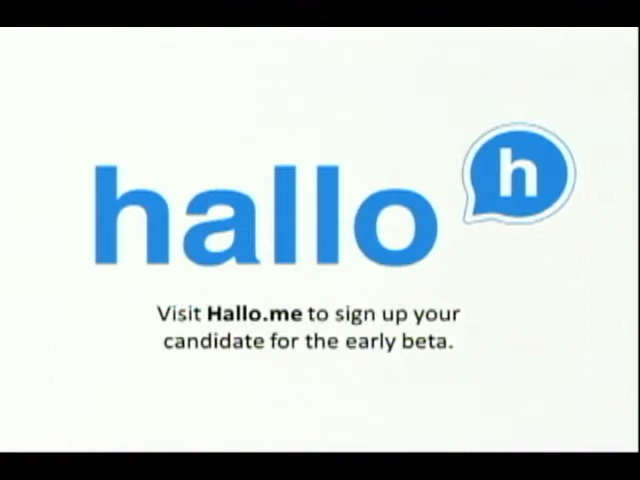 hallo
h
Visit Hallo.me to sign up your
candidate for the early beta.